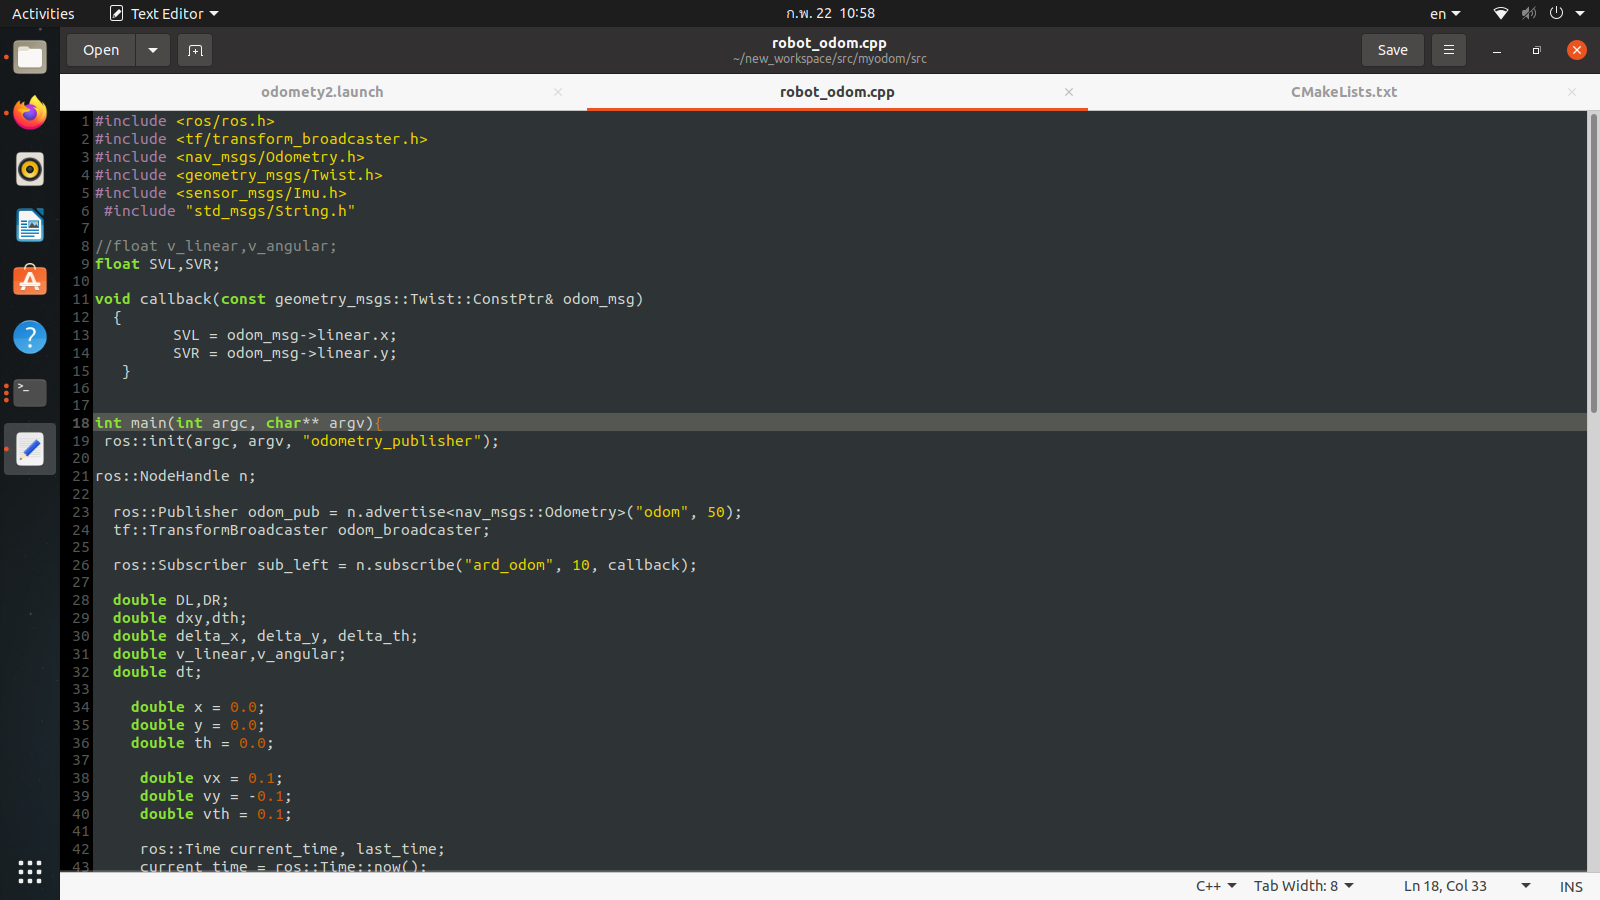 Activities Text Editor ก.พ. 22 10:58 en
Open robot_odom.cpp Save
~/new_workspace/src/myodom/src
odomety2.launch robot_odom.cpp CMakeLists.txt
1 #include <ros/ros.h>
2 #include <tf/transform_broadcaster.h>
3 #include <nav_msgs/Odometry.h>
4 #include <geometry_msgs/Twist.h>
5 #include <sensor_msgs/Imu.h>
6 #include "std_msgs/String.h"
7
8 //float v_linear,v_angular;
9 float SVL,SVR;
10
11 void callback(const geometry_msgs::Twist::ConstPtr& odom_msg)
12 {
13 SVL = odom_msg->linear.x;
14 SVR = odom_msg->linear.y;
15 }
16
17
18 int main(int argc, char** argv){
19 ros::init(argc, argv, "odometry_publisher");
20
21 ros::NodeHandle n;
22
23 ros::Publisher odom_pub = n.advertise<nav_msgs::Odometry>("odom", 50);
24 tf::TransformBroadcaster odom_broadcaster;
25
26 ros::Subscriber sub_left = n.subscribe("ard_odom", 10, callback);
27
28 double DL,DR;
29 double dxy,dth;
30 double delta_x, delta_y, delta_th;
31 double v_linear,v_angular;
32 double dt;
33
34 double x = 0.0;
35 double y = 0.0;
36 double th = 0.0;
37
38 double vx = 0.1;
39 double vy = -0.1;
40 double vth = 0.1;
41
42 ros::Time current_time, last_time;
43 current_time = ros::Time::now();
C++ Tab Width: 8 Ln 18, Col 33 INS